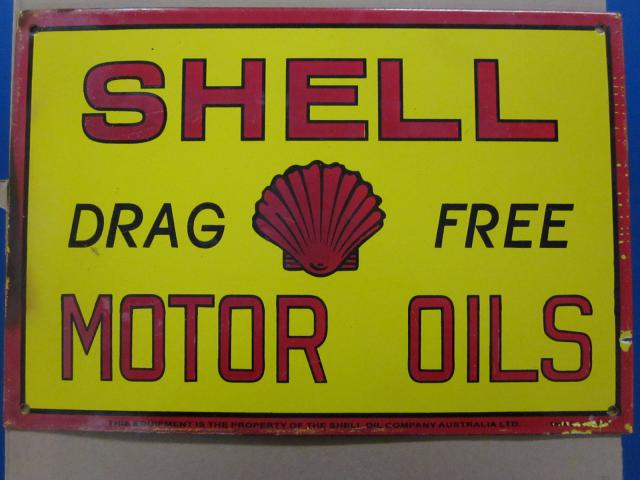 SHELL
DRAG FREE
MOTOR OILS
THIS EQUIPMENT IS THE PROPERTY OF THE SHELL OIL COMPANY AUSTRALIA LTD.